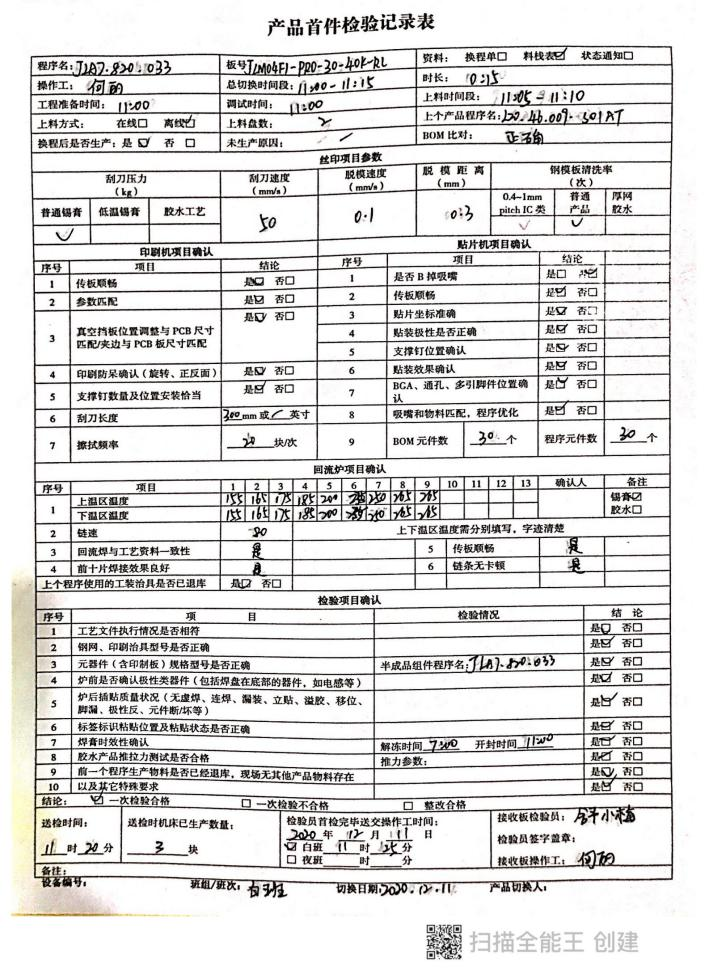 产品首件检验记录表
程序名: JLA7.820.033 板号 JLM04F1-PRO-30-40K-RL 资料: 换程单□ 料找表☑ 状态通知□
操作工: 何丽 总切换时间段: 11:00-11:15 时长: 0:15
工程准备时间: 11:00 调试时间: 11:00 上料时间段: 11:05-11:10
上料方式: 在线□ 离线☑ 上料盘数: 2 上个产品程序名:
换程后是否生产: 是☑ 否□ 未生产原因: / BOM 比对: 正确
丝印项目参数
刮刀压力(kg) 刮刀速度(mm/s) 脱模速度(mm/s) 脱模距离(mm) 钢模板清洗率(次)
普通锡膏 低温锡膏 胶水工艺 50 0.1 0.3 0.4~1mm pitch IC 类 普通产品 厚网胶水
✓ ✓ ✓
印刷机项目确认 贴片机项目确认
序号 项目 结论 序号 项目 结论
1 传板顺畅 是☑ 否□ 1 是否 B 掉吸嘴 是□ 否☑
2 参数匹配 是☑ 否□ 2 传板顺畅 是☑ 否□
3 真空挡板位置调整与 PCB 尺寸匹配/夹边与 PCB 板尺寸匹配 是☑ 否□ 3 贴片坐标准确 是☑ 否□
4 贴装极性是否正确 是☑ 否□
5 支撑钉位置确认 是☑ 否□
4 印刷防呆确认（旋转、正反面） 是☑ 否□ 6 贴装效果确认 是☑ 否□
5 支撑钉数量及位置安装恰当 是☑ 否□ 7 BGA、通孔、多引脚件位置确认 是☑ 否□
6 刮刀长度 300 mm 或 / 英寸 8 吸嘴和物料匹配，程序优化 是☑ 否□
7 擦拭频率 20 块/次 9 BOM 元件数 30 个 程序元件数 30 个
回流炉项目确认
序号 项目 1 2 3 4 5 6 7 8 9 10 11 12 13 确认人 备注
1 上温区温度 155 165 175 185 200 250 265 265 锡膏☑
下温区温度 155 165 175 185 200 250 265 265 胶水□
2 链速 80 上下温区温度需分别填写，字迹清楚
3 回流焊与工艺资料一致性 是 5 传板顺畅 是
4 前十片焊接效果良好 是 6 链条无卡顿 是
上个程序使用的工装治具是否已退库 是☑ 否□
检验项目确认
序号 项 目 检验情况 结 论
1 工艺文件执行情况是否相符 是☑ 否□
2 钢网、印刷治具型号是否正确 是☑ 否□
3 元器件（含印制板）规格型号是否正确 半成品组件程序名: JLA7.820.033 是☑ 否□
4 炉前是否确认极性类器件（包括焊盘在底部的器件，如电感等） 是☑ 否□
5 炉后插贴质量状况（无虚焊、连焊、漏装、立贴、溢胶、移位、脚漏、极性反、元件断/坏等） 是☑ 否□
6 标签标识粘贴位置及粘贴状态是否正确 是☑ 否□
7 焊膏时效性确认 解冻时间 7:00 开封时间 11:00 是☑ 否□
8 胶水产品推拉力测试是否合格 推力参数: 是☑ 否□
9 前一个程序生产物料是否已经退库，现场无其他产品物料存在 是☑ 否□
10 以及其它特殊要求 是☑ 否□
结论: ☑ 一次检验合格 □ 一次检验不合格 □ 整改合格
送检时间: 送检时机床已生产数量: 检验员首检完毕送交操作工时间: 接收板检验员: 小梅
2020 年 12 月 11 日
11 时 20 分 3 块 ☑ 白班 11 时 25 分 检验员签字盖章:
□ 夜班 时 分 接收板操作工: 何丽
备注:
设备编号: 班组/班次: 白班 切换日期: 2020.12.11 产品切换人:
扫描全能王 创建